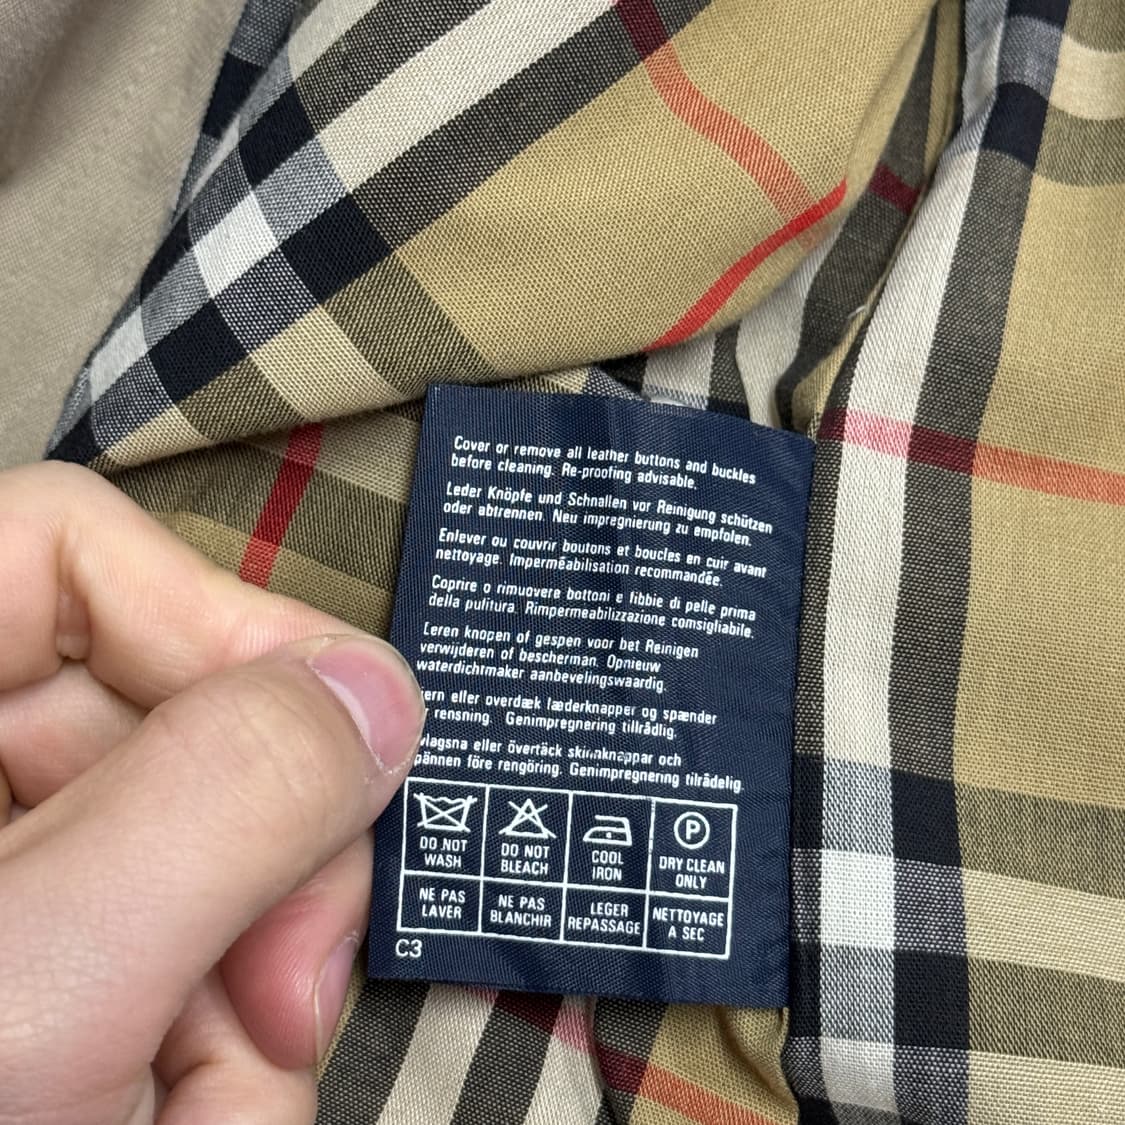 Cover or remove all leather buttons and buckles
before cleaning. Re-proofing advisable.
Leder Knöpfe und Schnallen vor Reinigung schützen
oder abtrennen. Neu impregnierung zu empfolen.
Enlever ou couvrir boutons et boucles en cuir avant
nettoyage. Imperméabilisation recommandée.
Coprire o rimuovere bottoni e fibbie di pelle prima
della pulitura. Rimpermeabilizzazione comsigliabile.
Leren knopen of gespen voor bet Reinigen
verwijderen of bescherman. Opnieuw
waterdichtmaker aanbevelingswaardig.
ern eller overdæk læderknapper og spænder
rensning. Genimpregnering tillrådlig.
vlagsna eller övertäck skinnknappar och
pännen före rengöring. Genimpregnering tilrådelig.
DO NOT WASH
DO NOT BLEACH
COOL IRON
P
DRY CLEAN ONLY
NE PAS LAVER
NE PAS BLANCHIR
LEGER REPASSAGE
NETTOYAGE A SEC
C3